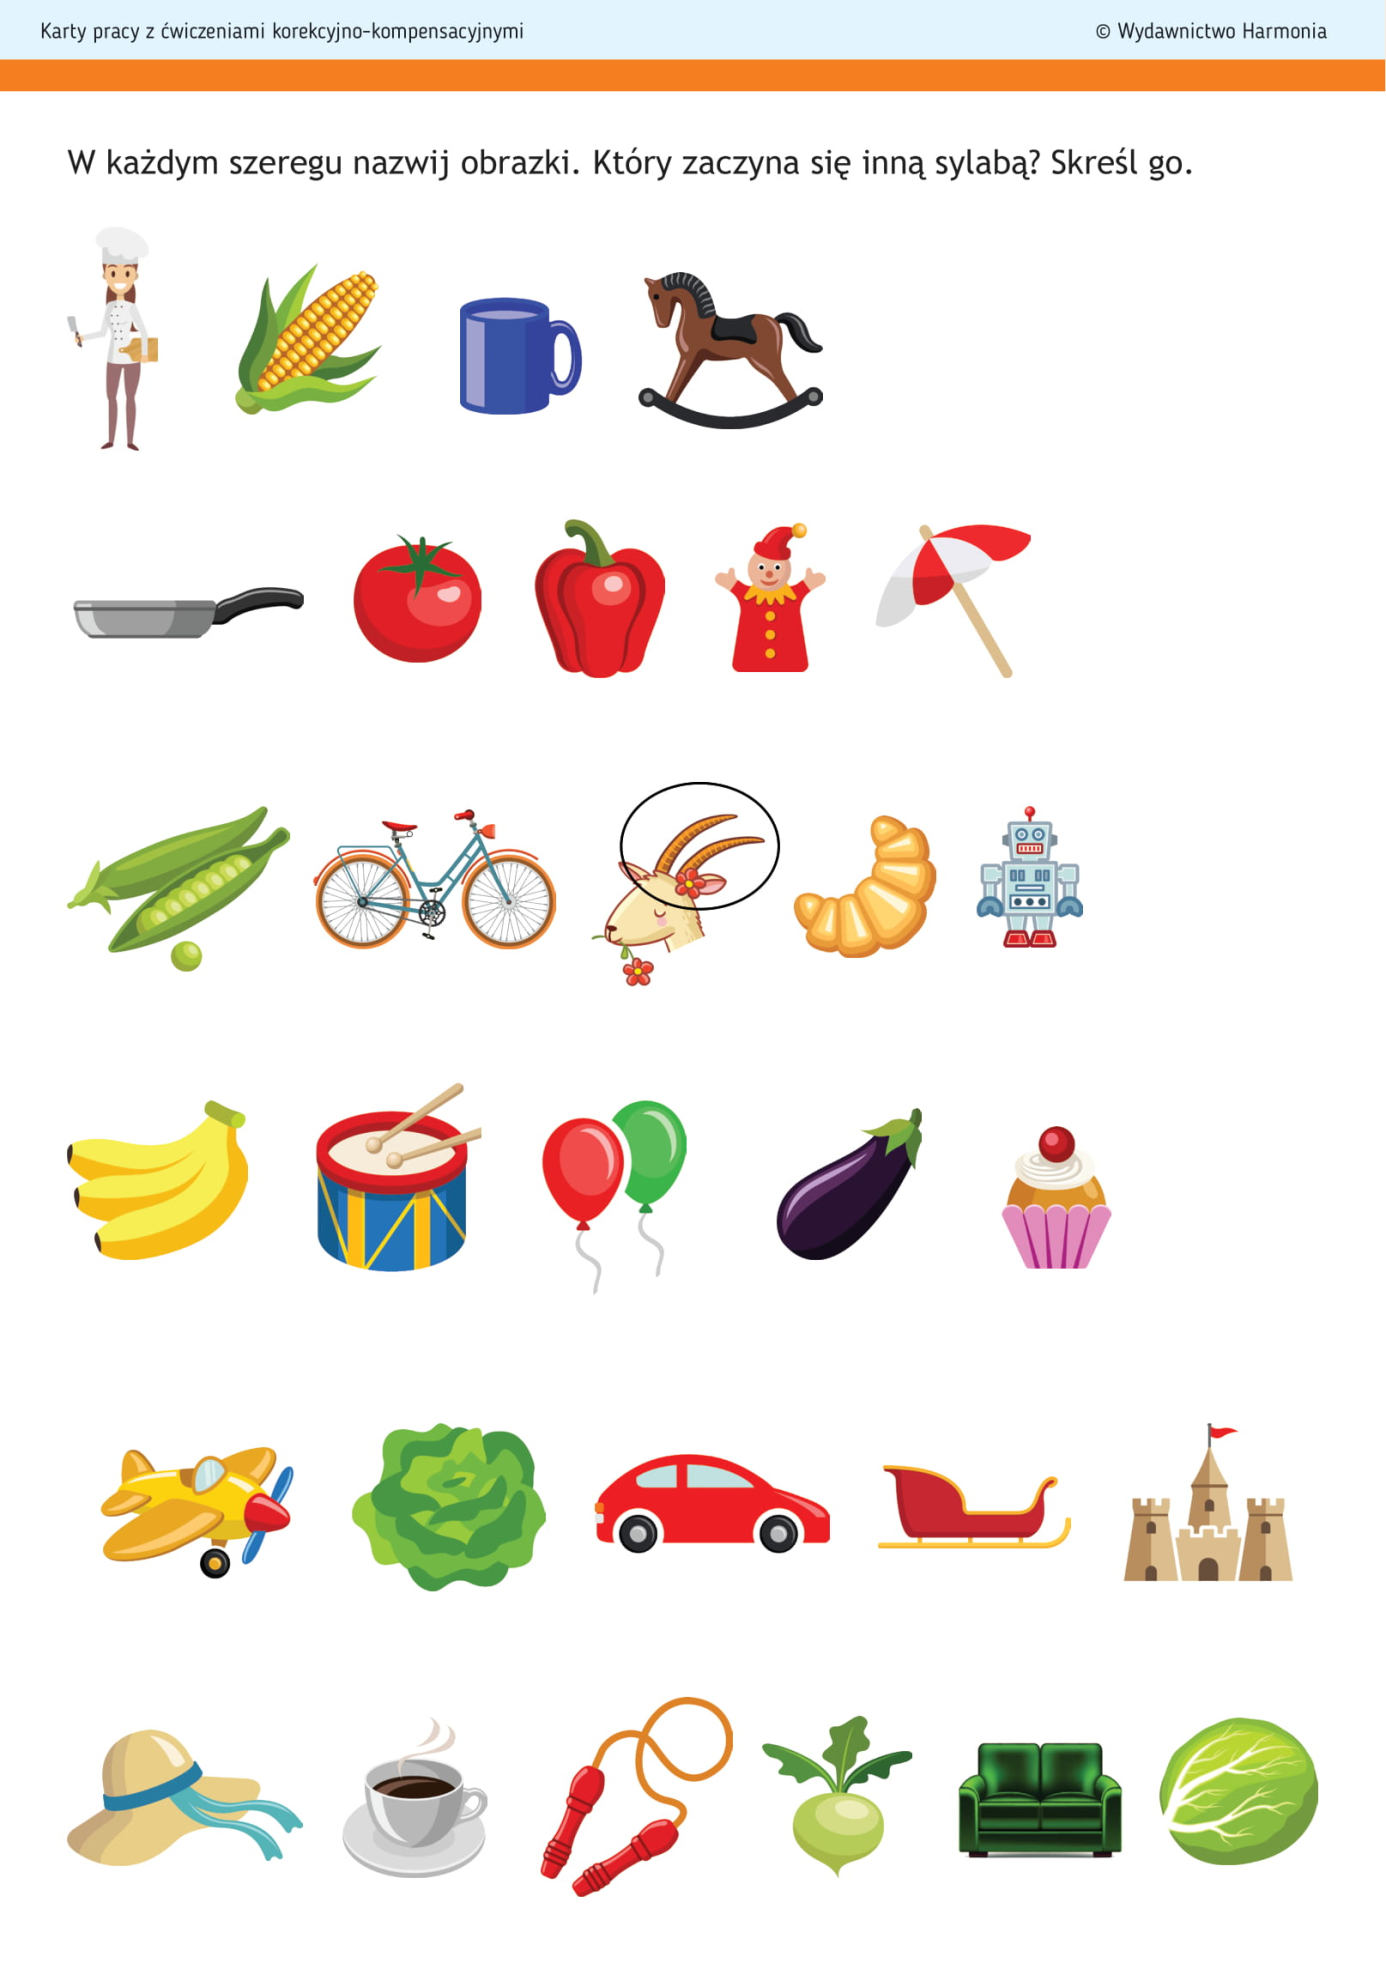 Karty pracy z ćwiczeniami korekcyjno-kompensacyjnymi
© Wydawnictwo Harmonia
W każdym szeregu nazwij obrazki. Który zaczyna się inną sylabą? Skreśl go.